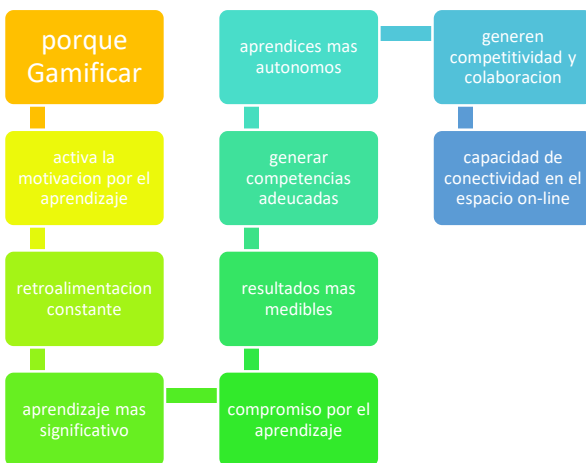 porque
Gamificar
activa la
motivacion por el
aprendizaje
retroalimentacion
constante
aprendizaje mas
significativo
compromiso por el
aprendizaje
resultados mas
medibles
generar
competencias
adeucadas
aprendices mas
autonomos
generen
competitividad y
colaboracion
capacidad de
conectividad en el
espacio on-line